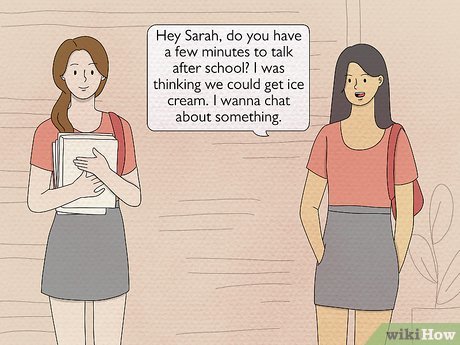 Hey Sarah, do you have
a few minutes to talk
after school? I was
thinking we could get ice
cream. I wanna chat
about something.
wikiHow